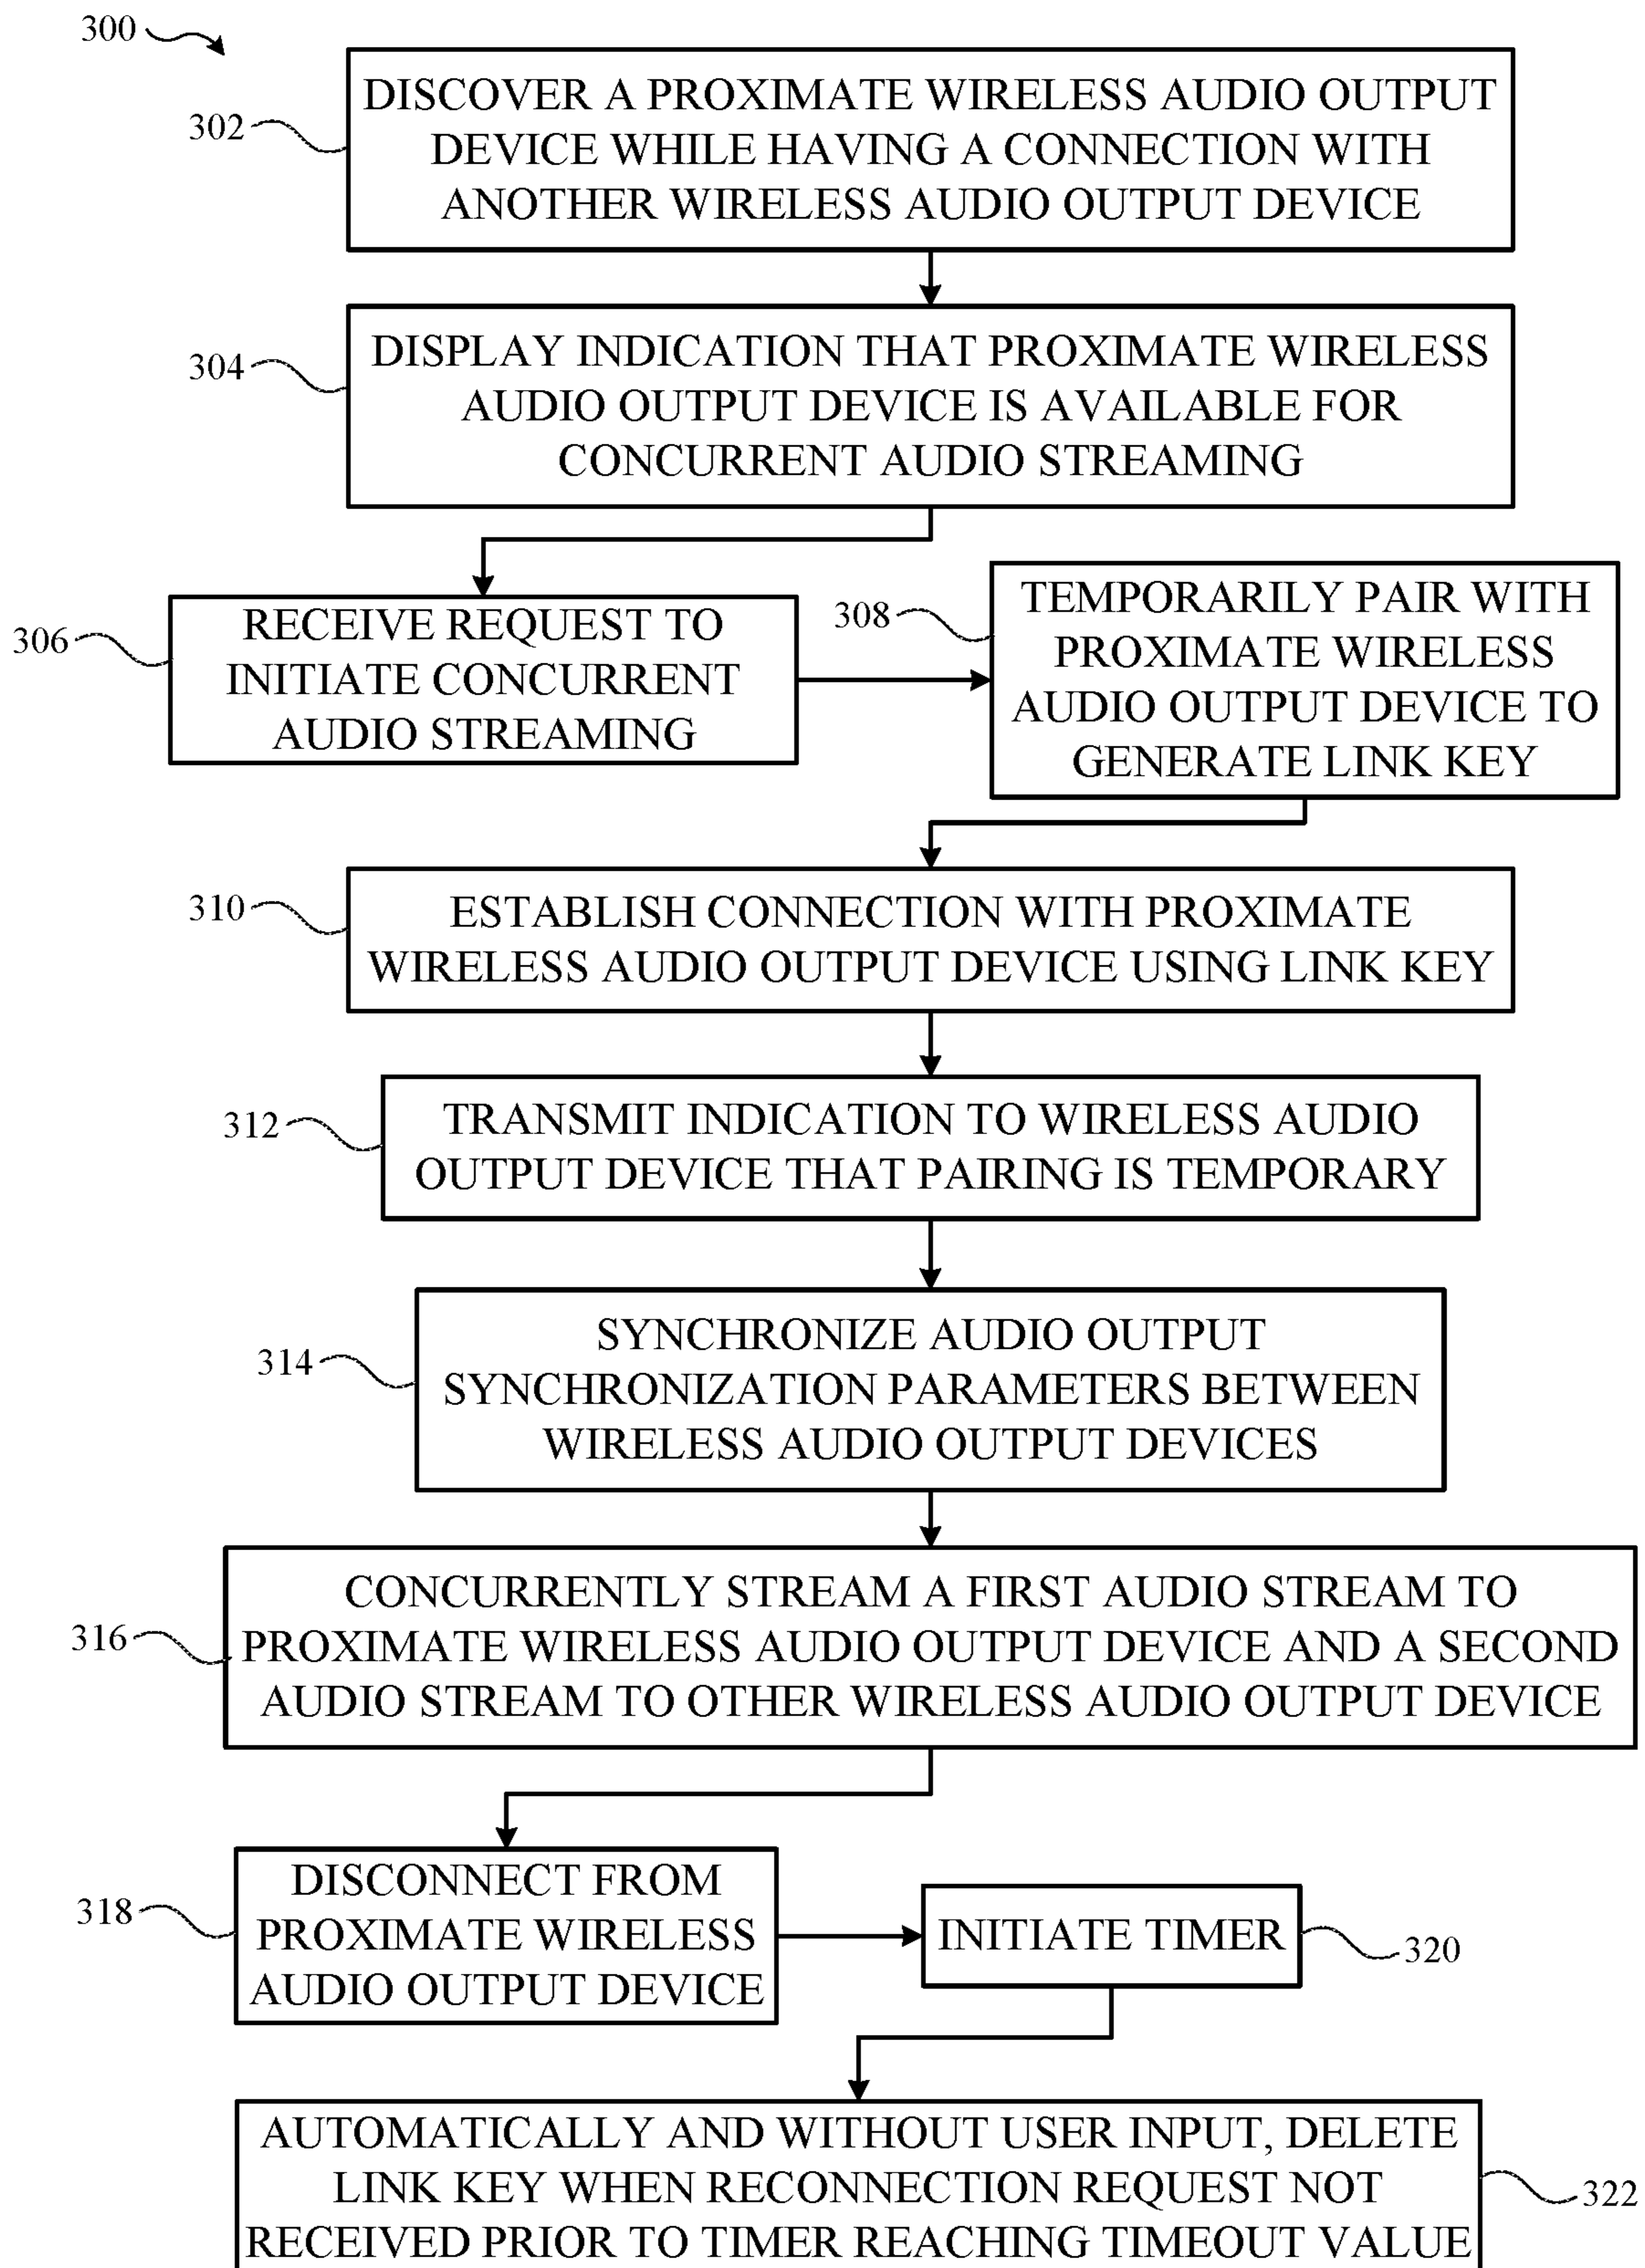 300
302
DISCOVER A PROXIMATE WIRELESS AUDIO OUTPUT
DEVICE WHILE HAVING A CONNECTION WITH
ANOTHER WIRELESS AUDIO OUTPUT DEVICE
304
DISPLAY INDICATION THAT PROXIMATE WIRELESS
AUDIO OUTPUT DEVICE IS AVAILABLE FOR
CONCURRENT AUDIO STREAMING
306
RECEIVE REQUEST TO
INITIATE CONCURRENT
AUDIO STREAMING
308
TEMPORARILY PAIR WITH
PROXIMATE WIRELESS
AUDIO OUTPUT DEVICE TO
GENERATE LINK KEY
310
ESTABLISH CONNECTION WITH PROXIMATE
WIRELESS AUDIO OUTPUT DEVICE USING LINK KEY
312
TRANSMIT INDICATION TO WIRELESS AUDIO
OUTPUT DEVICE THAT PAIRING IS TEMPORARY
314
SYNCHRONIZE AUDIO OUTPUT
SYNCHRONIZATION PARAMETERS BETWEEN
WIRELESS AUDIO OUTPUT DEVICES
316
CONCURRENTLY STREAM A FIRST AUDIO STREAM TO
PROXIMATE WIRELESS AUDIO OUTPUT DEVICE AND A SECOND
AUDIO STREAM TO OTHER WIRELESS AUDIO OUTPUT DEVICE
318
DISCONNECT FROM
PROXIMATE WIRELESS
AUDIO OUTPUT DEVICE
INITIATE TIMER
320
AUTOMATICALLY AND WITHOUT USER INPUT, DELETE
LINK KEY WHEN RECONNECTION REQUEST NOT
RECEIVED PRIOR TO TIMER REACHING TIMEOUT VALUE
322